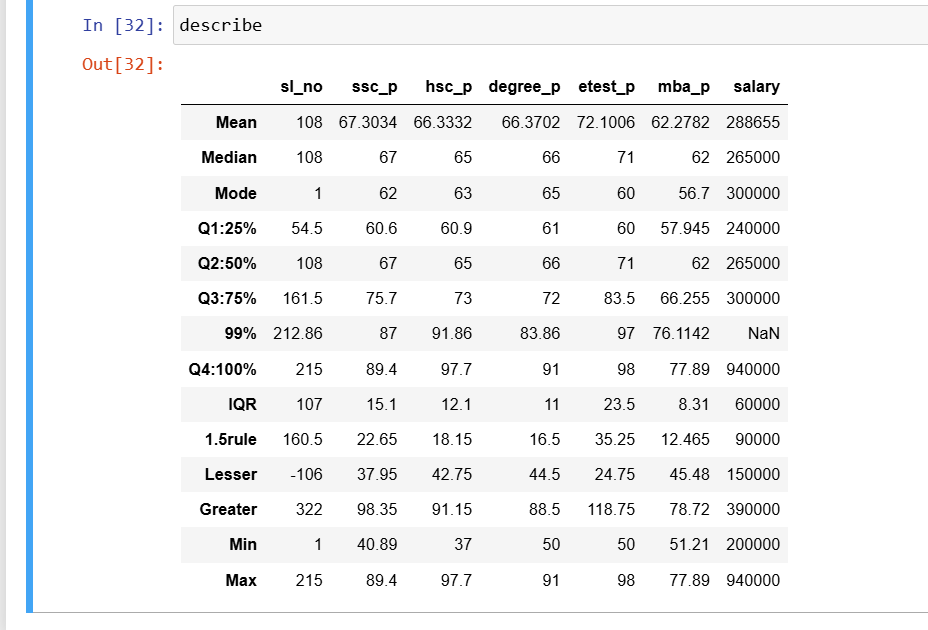 In [32]: describe
Out[32]:
sl_no ssc_p hsc_p degree_p etest_p mba_p salary
Mean 108 67.3034 66.3332 66.3702 72.1006 62.2782 288655
Median 108 67 65 66 71 62 265000
Mode 1 62 63 65 60 56.7 300000
Q1:25% 54.5 60.6 60.9 61 60 57.945 240000
Q2:50% 108 67 65 66 71 62 265000
Q3:75% 161.5 75.7 73 72 83.5 66.255 300000
99% 212.86 87 91.86 83.86 97 76.1142 NaN
Q4:100% 215 89.4 97.7 91 98 77.89 940000
IQR 107 15.1 12.1 11 23.5 8.31 60000
1.5rule 160.5 22.65 18.15 16.5 35.25 12.465 90000
Lesser -106 37.95 42.75 44.5 24.75 45.48 150000
Greater 322 98.35 91.15 88.5 118.75 78.72 390000
Min 1 40.89 37 50 50 51.21 200000
Max 215 89.4 97.7 91 98 77.89 940000